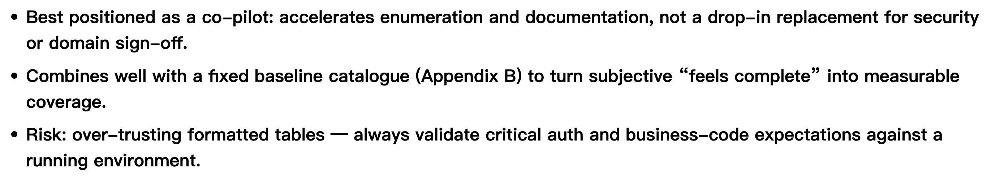 • Best positioned as a co–pilot: accelerates enumeration and documentation, not a drop–in replacement for security
or domain sign–off.
• Combines well with a fixed baseline catalogue (Appendix B) to turn subjective “feels complete” into measurable
coverage.
• Risk: over–trusting formatted tables — always validate critical auth and business–code expectations against a
running environment.